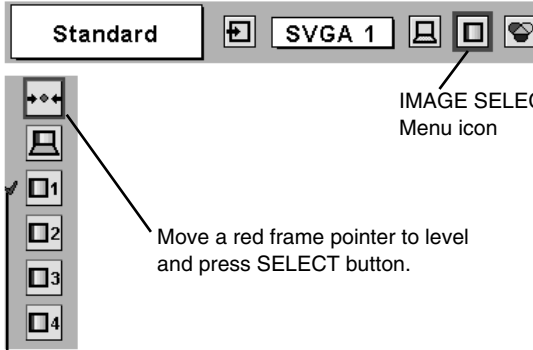 Standard
SVGA 1
IMAGE SELEC
Menu icon
1
Move a red frame pointer to level
2
and press SELECT button.
3
4